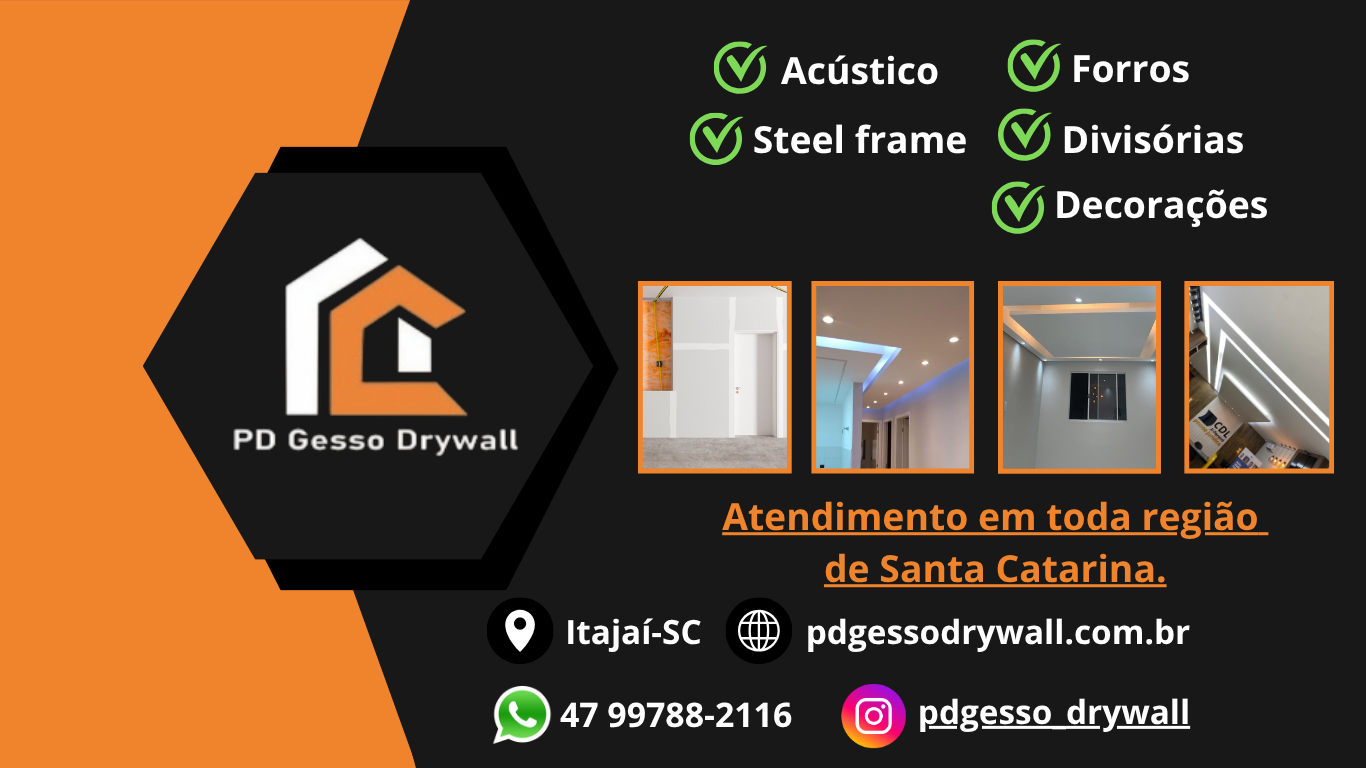 Acústico
Forros
Steel frame
Divisórias
Decorações
PD Gesso Drywall
CDL
Atendimento em toda região
de Santa Catarina.
Itajaí-SC
pdgessodrywall.com.br
47 99788-2116
pdgesso_drywall